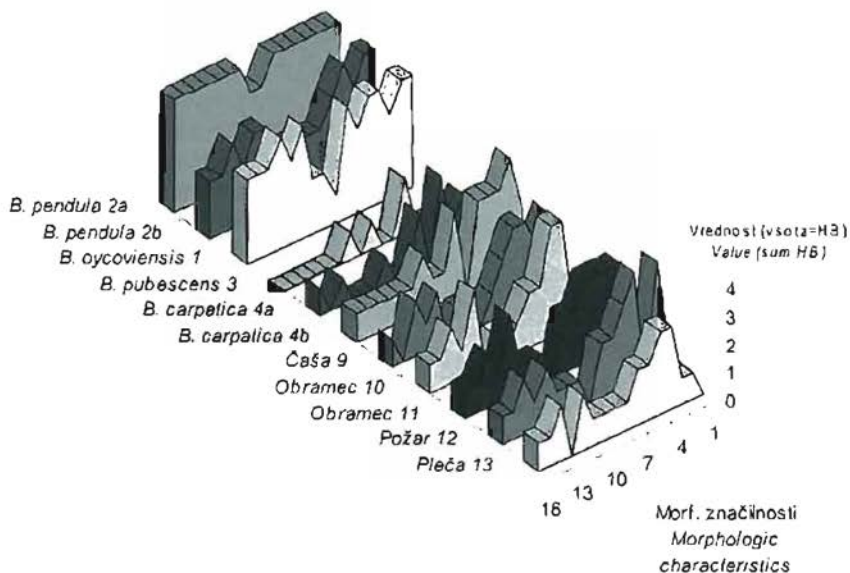 B. pendula 2a
B. pendula 2b
B. oycoviensis 1
B. pubescens 3
B. carpatica 4a
B. carpatica 4b
Čaša 9
Obramec 10
Obramec 11
Požar 12
Pleča 13
Vrednost (vsota=HB)
Value (sum HB)
4
3
2
1
0
1
4
7
10
13
16
Morf. značilnosti
Morphologic
characteristics